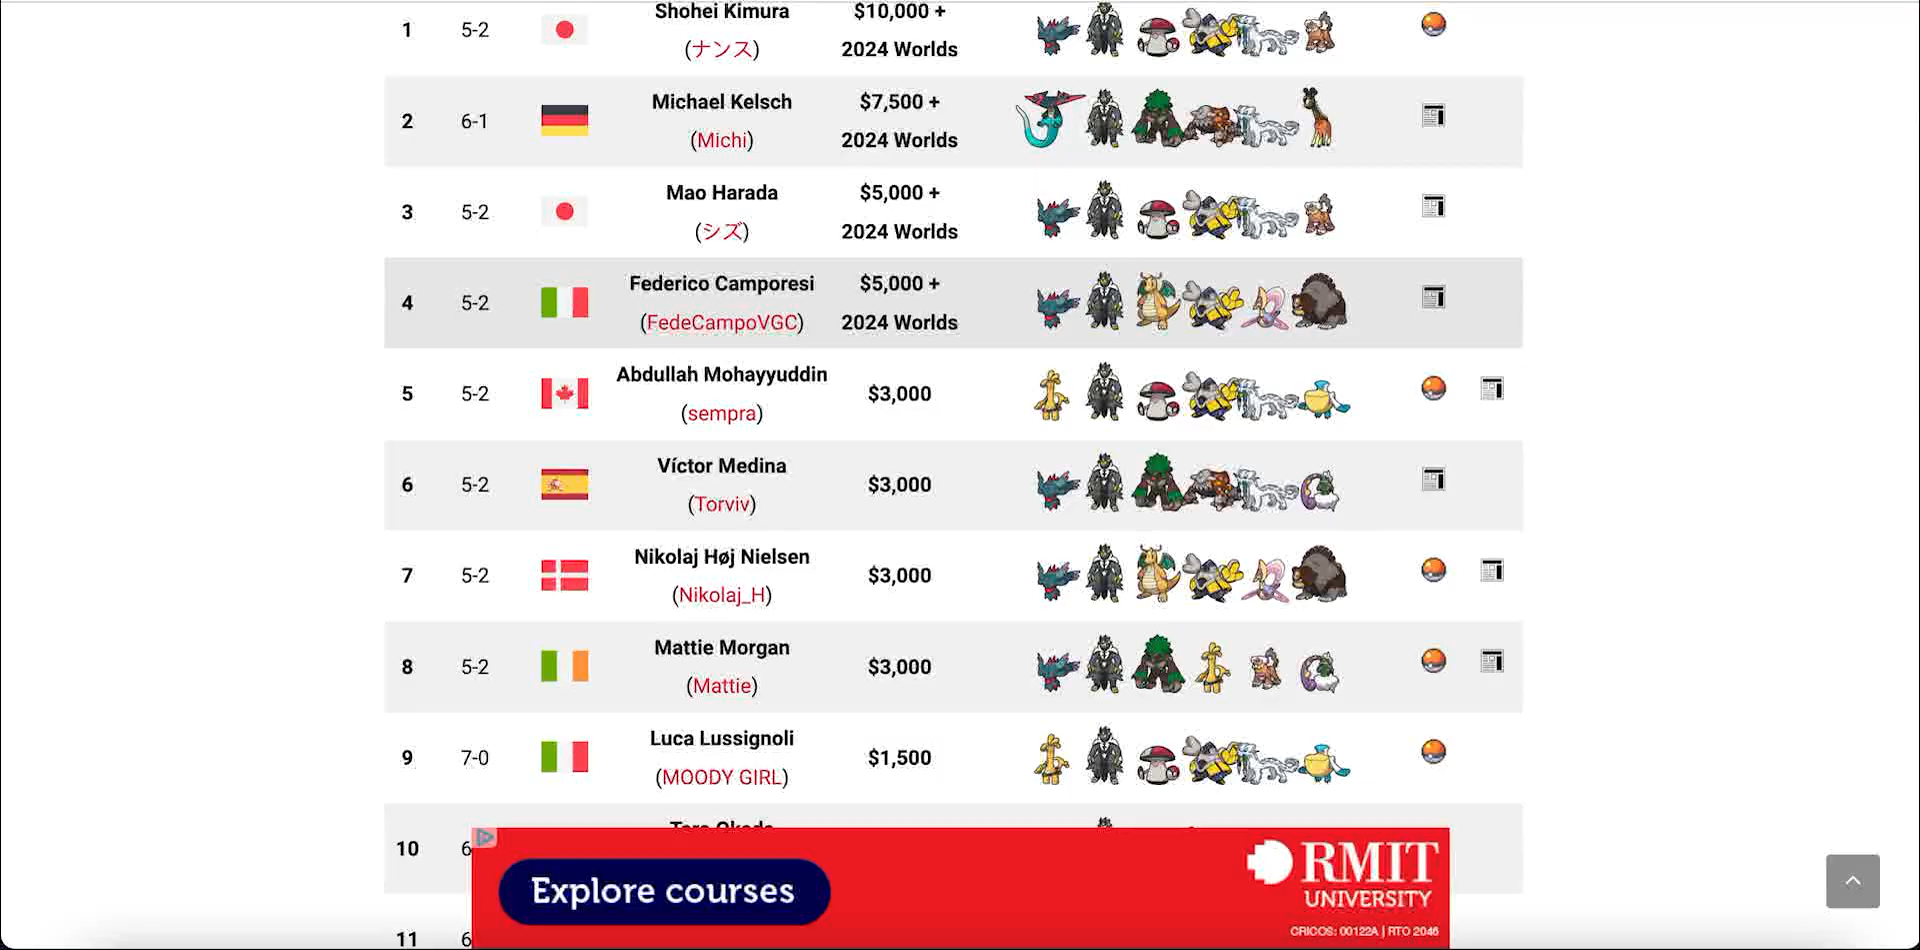 1 5-2 Shohei Kimura $10,000 +
(ナンス) 2024 Worlds
2 6-1 Michael Kelsch $7,500 +
(Michi) 2024 Worlds
3 5-2 Mao Harada $5,000 +
(シズ) 2024 Worlds
4 5-2 Federico Camporesi $5,000 +
(FedeCampoVGC) 2024 Worlds
5 5-2 Abdullah Mohayyuddin $3,000
(sempra)
6 5-2 Víctor Medina $3,000
(Torviv)
7 5-2 Nikolaj Høj Nielsen $3,000
(Nikolaj_H)
8 5-2 Mattie Morgan $3,000
(Mattie)
9 7-0 Luca Lussignoli $1,500
(MOODY GIRL)
10 6
11 6
Explore courses
RMIT
UNIVERSITY
CRICOS: 00122A | RTO 2046